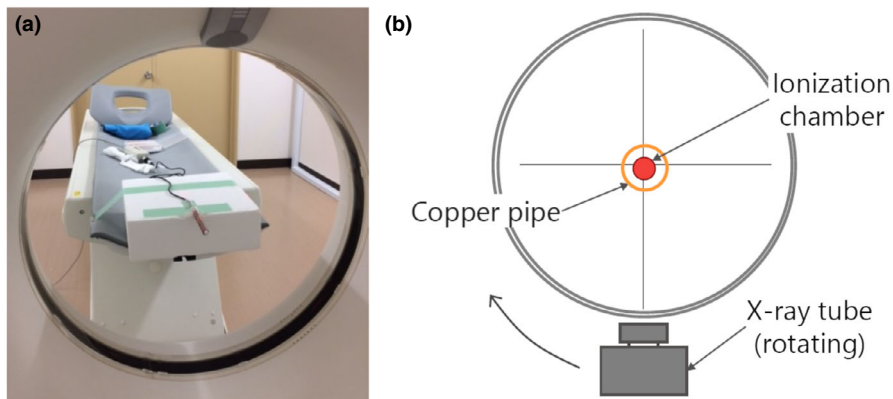 (a)
(b)
Ionization
chamber
Copper pipe
X-ray tube
(rotating)